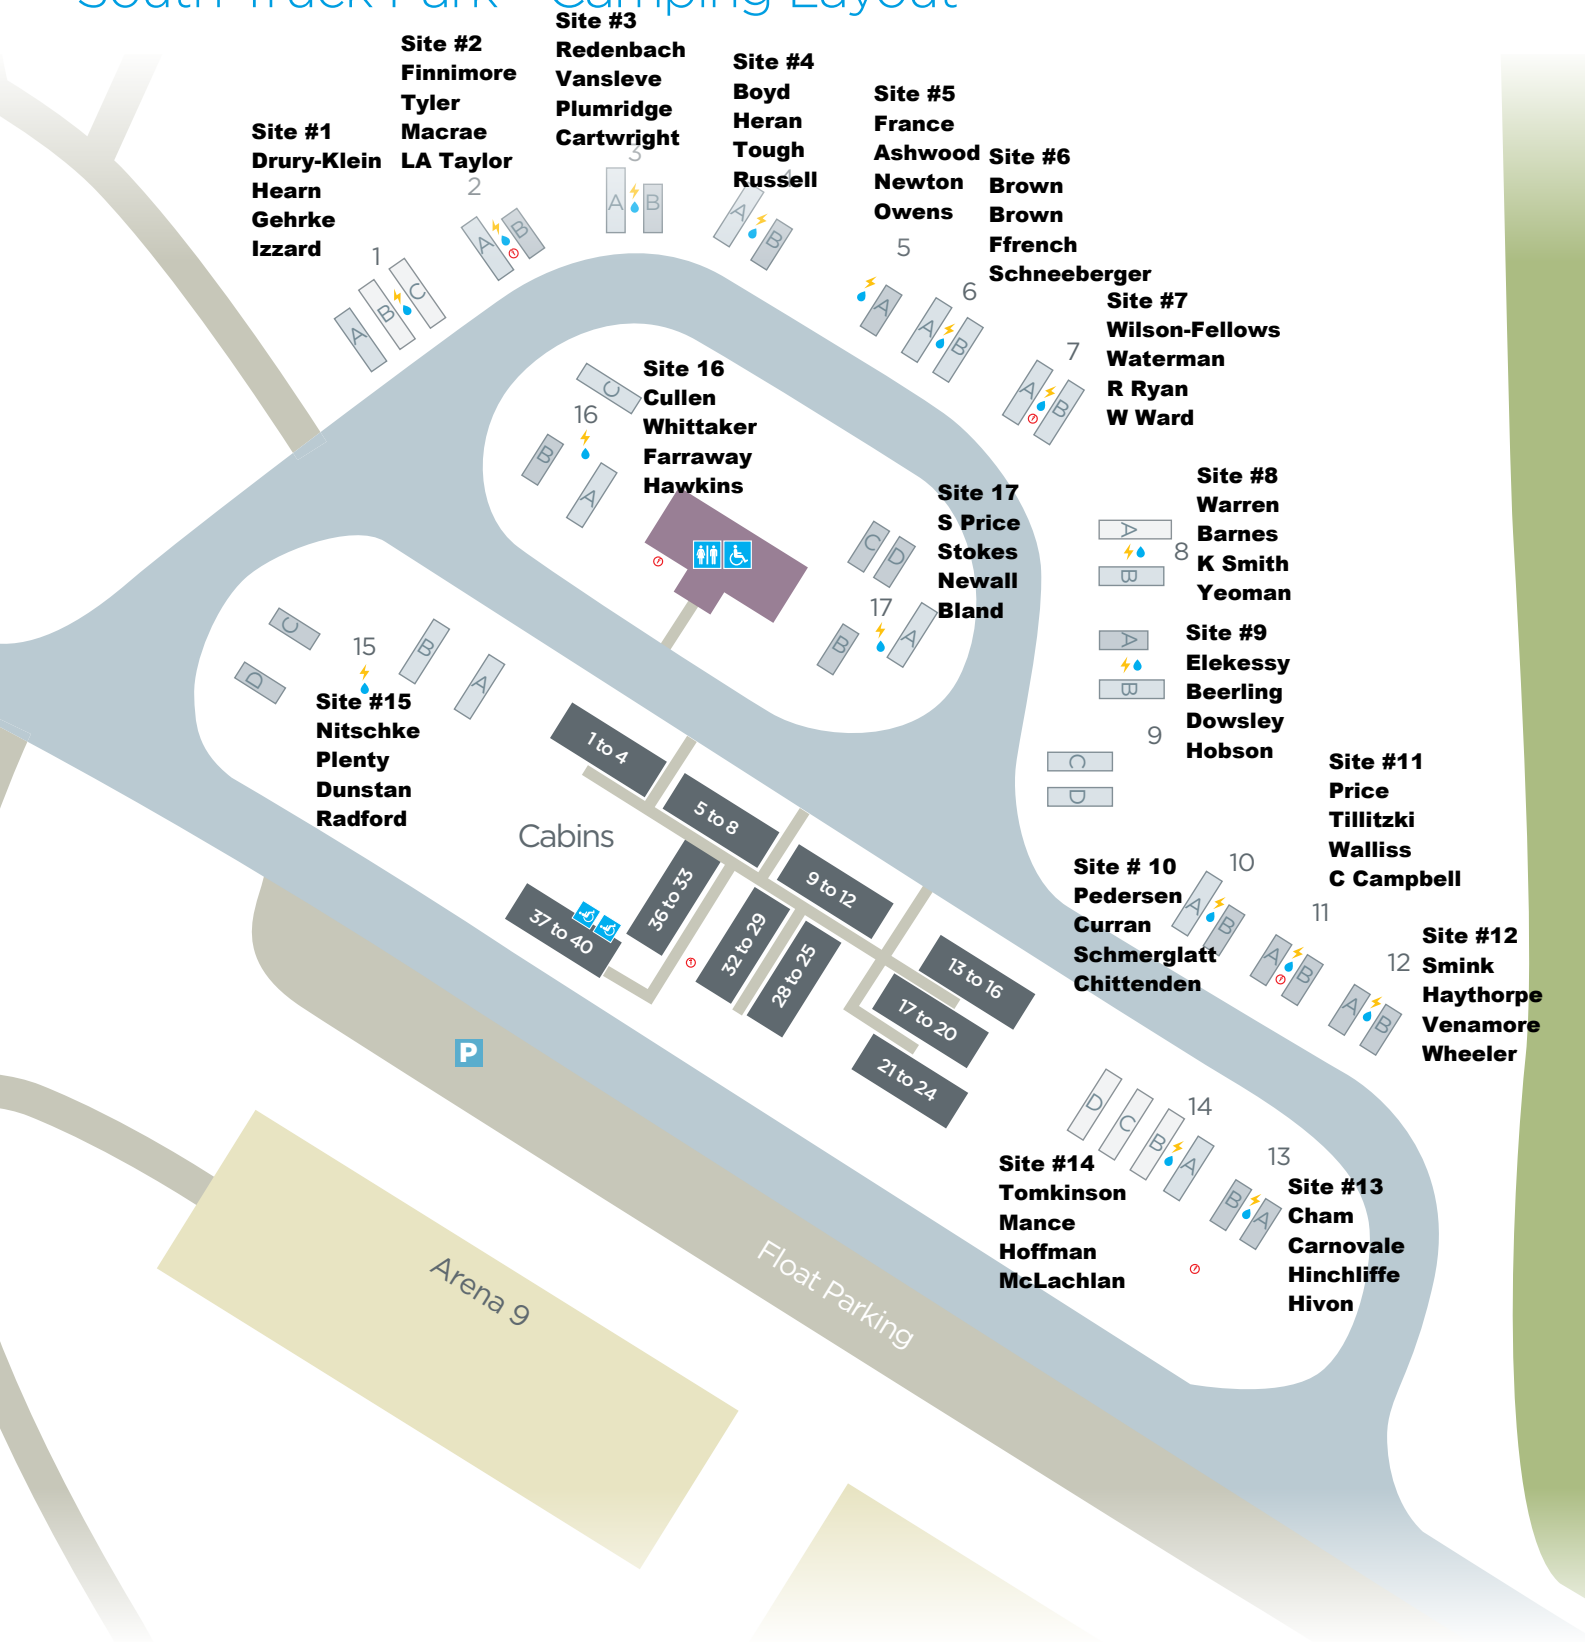 South Truck Park - Camping Layout
Site #1
Drury-Klein
Hearn
Gehrke
Izzard
1
A
B
C
Site #2
Finnimore
Tyler
Macrae
LA Taylor
2
A
B
Site #3
Redenbach
Vansleve
Plumridge
Cartwright
3
A
B
Site #4
Boyd
Heran
Tough
Russell
4
A
B
Site #5
France
Ashwood
Newton
Owens
5
A
Site #6
Brown
Brown
Ffrench
Schneeberger
6
A
B
Site #7
Wilson-Fellows
Waterman
R Ryan
W Ward
7
A
B
Site #8
Warren
Barnes
K Smith
Yeoman
8
A
B
Site #9
Elekessy
Beerling
Dowsley
Hobson
9
A
B
C
D
Site # 10
Pedersen
Curran
Schmerglatt
Chittenden
10
A
B
Site #11
Price
Tillitzki
Walliss
C Campbell
11
A
B
Site #12
Smink
Haythorpe
Venamore
Wheeler
12
A
B
Site #13
Cham
Carnovale
Hinchliffe
Hivon
13
B
A
Site #14
Tomkinson
Mance
Hoffman
McLachlan
14
D
C
B
A
Site #15
Nitschke
Plenty
Dunstan
Radford
15
C
D
B
A
Site 16
Cullen
Whittaker
Farraway
Hawkins
16
C
B
A
Site 17
S Price
Stokes
Newall
Bland
17
C
D
B
A
Cabins
1 to 4
5 to 8
9 to 12
13 to 16
17 to 20
21 to 24
28 to 25
32 to 29
36 to 33
37 to 40
P
Float Parking
Arena 9